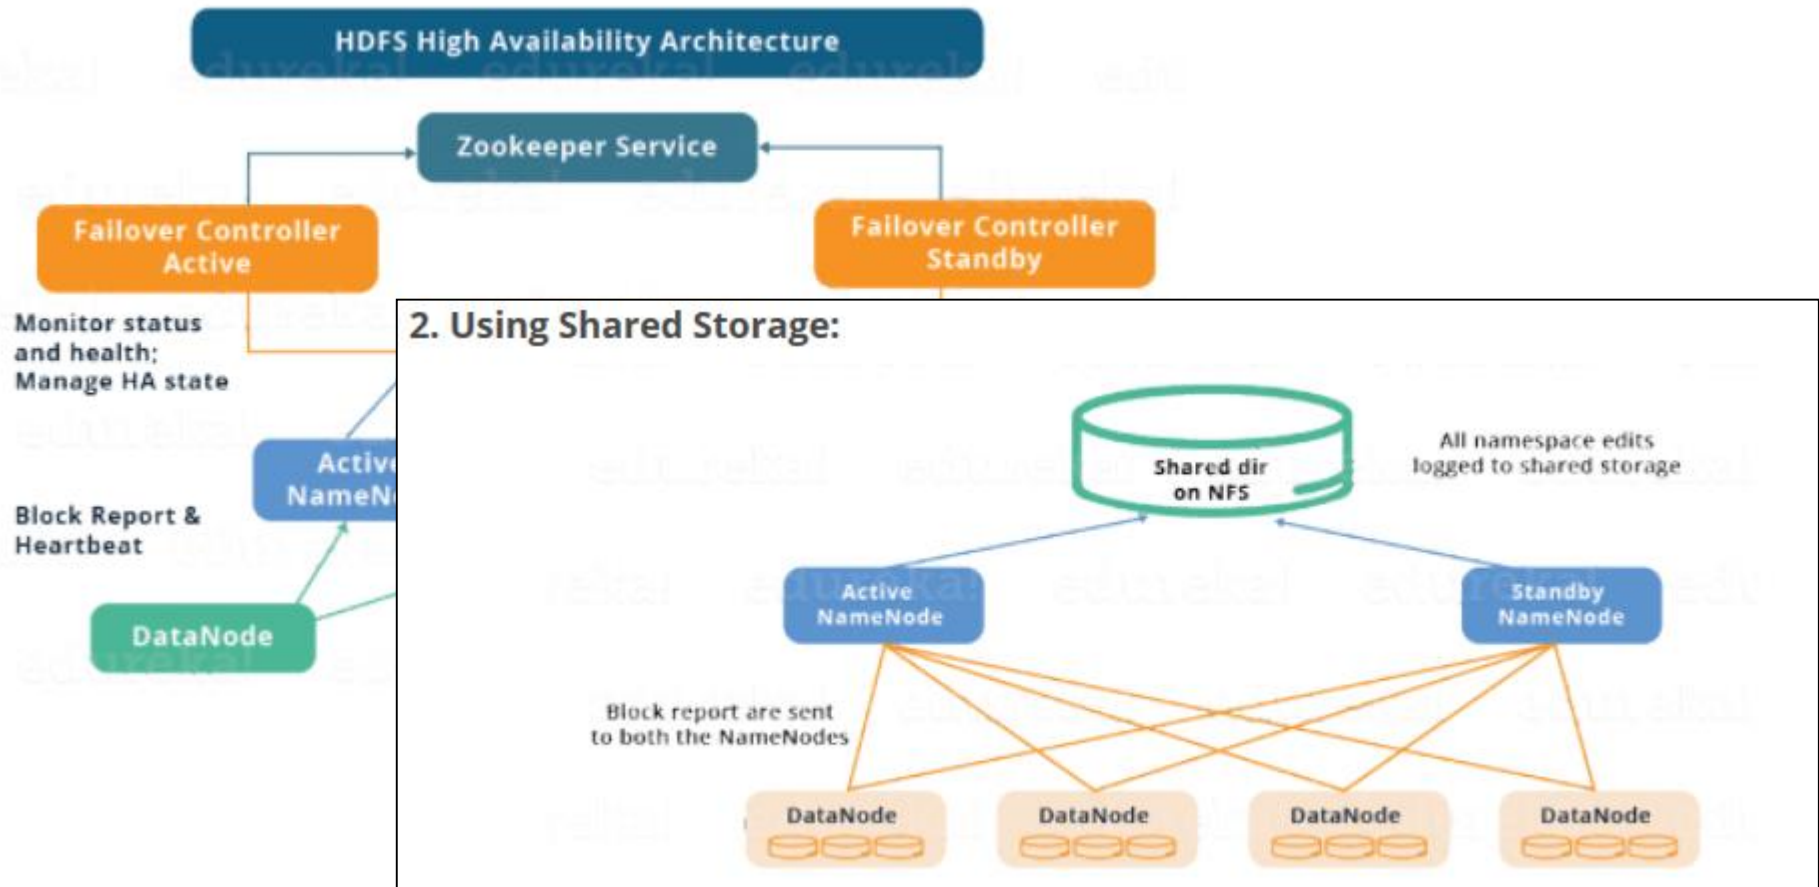 HDFS High Availability Architecture
Zookeeper Service
Failover Controller
Active
Failover Controller
Standby
Monitor status
and health;
Manage HA state
Active
Block Report &
Heartbeat
DataNode
2. Using Shared Storage:
Shared dir
on NFS
All namespace edits
logged to shared storage
Active
NameNode
Standby
NameNode
Block report are sent
to both the NameNodes
DataNode
DataNode
DataNode
DataNode